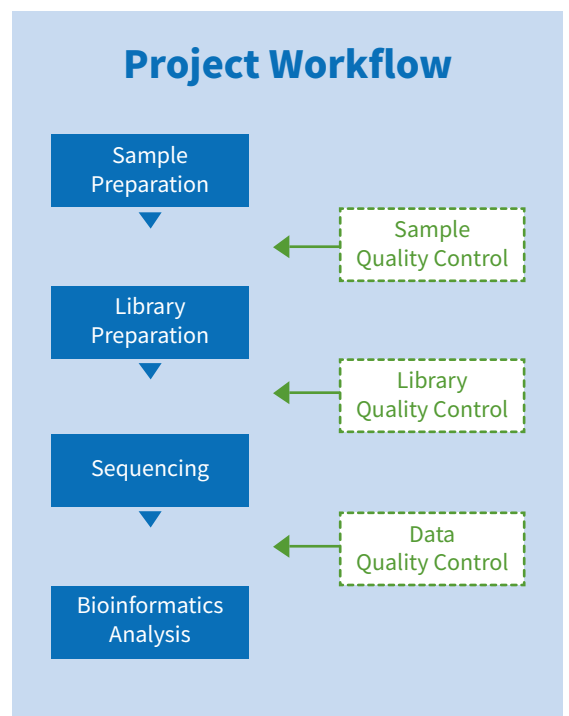 Project Workflow
Sample
Preparation
Sample
Quality Control
Library
Preparation
Library
Quality Control
Sequencing
Data
Quality Control
Bioinformatics
Analysis